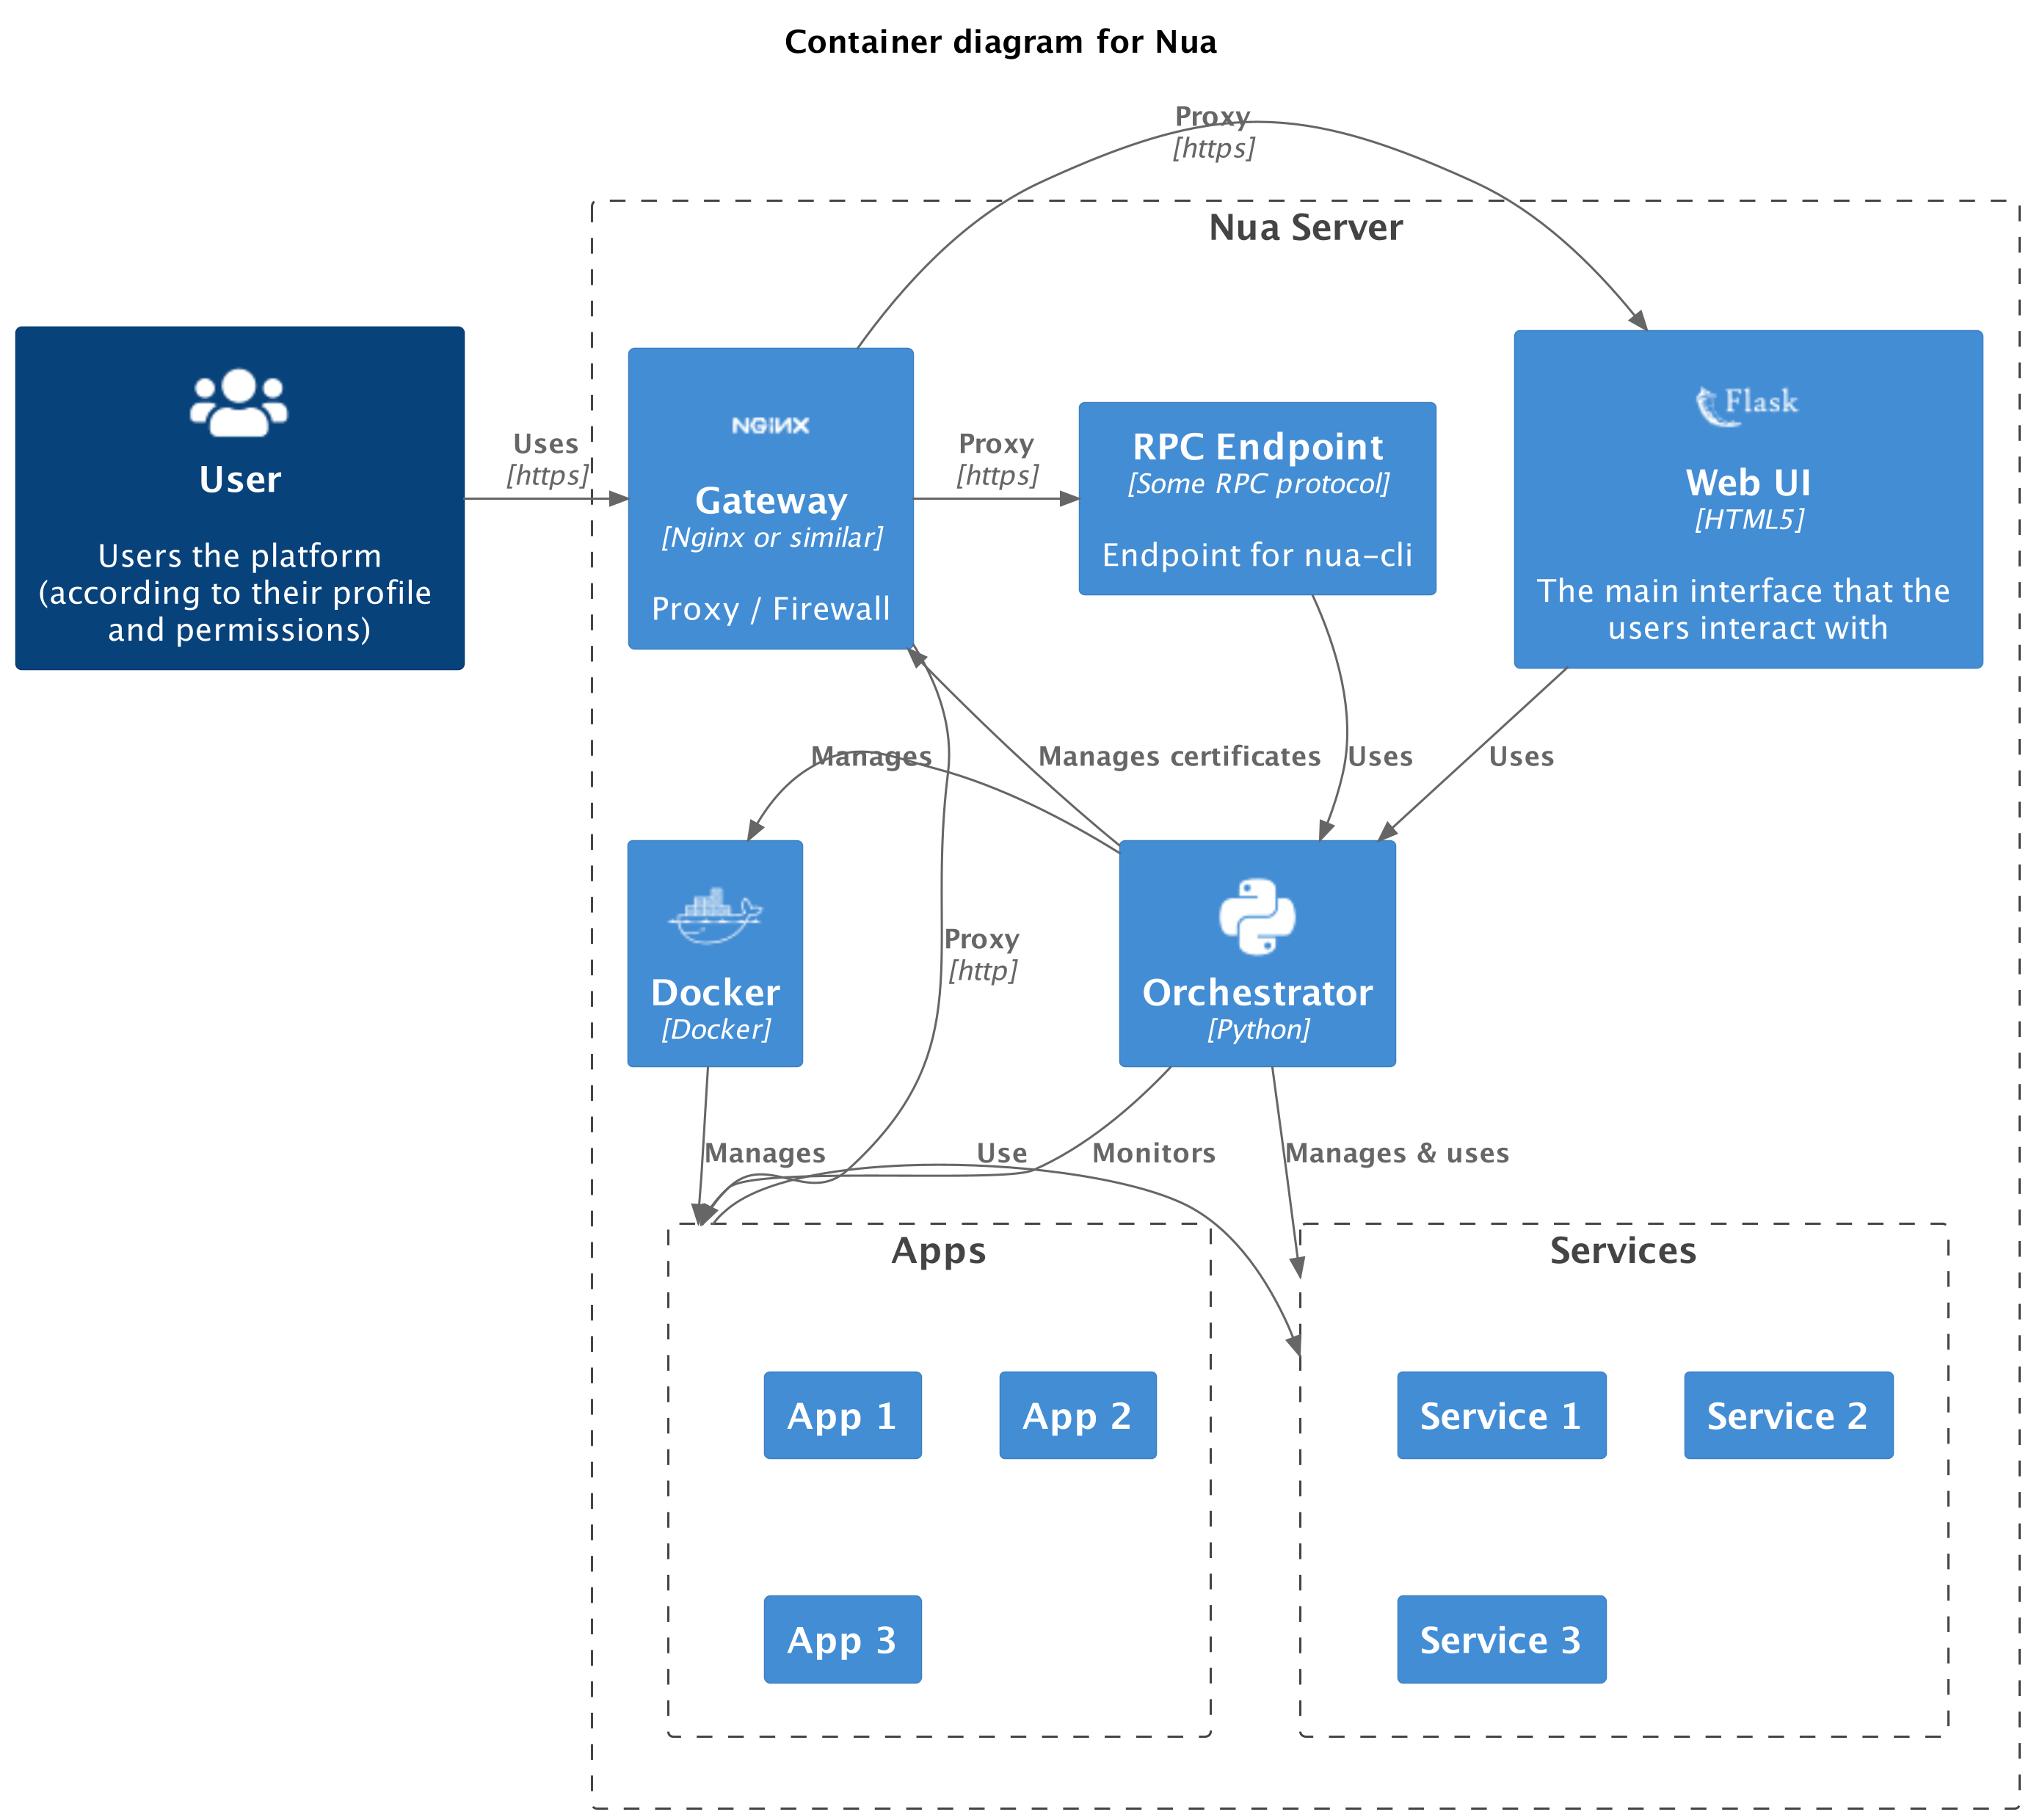 Container diagram for Nua
Proxy
[https]
Nua Server
User
Users the platform
(according to their profile
and permissions)
Uses
[https]
NGINX
Gateway
[Nginx or similar]
Proxy / Firewall
Proxy
[https]
RPC Endpoint
[Some RPC protocol]
Endpoint for nua-cli
Flask
Web UI
[HTML5]
The main interface that the
users interact with
Manages
Manages certificates
Uses
Uses
Docker
[Docker]
Proxy
[http]
Orchestrator
[Python]
Manages
Use
Monitors
Manages & uses
Apps
App 1
App 2
App 3
Services
Service 1
Service 2
Service 3